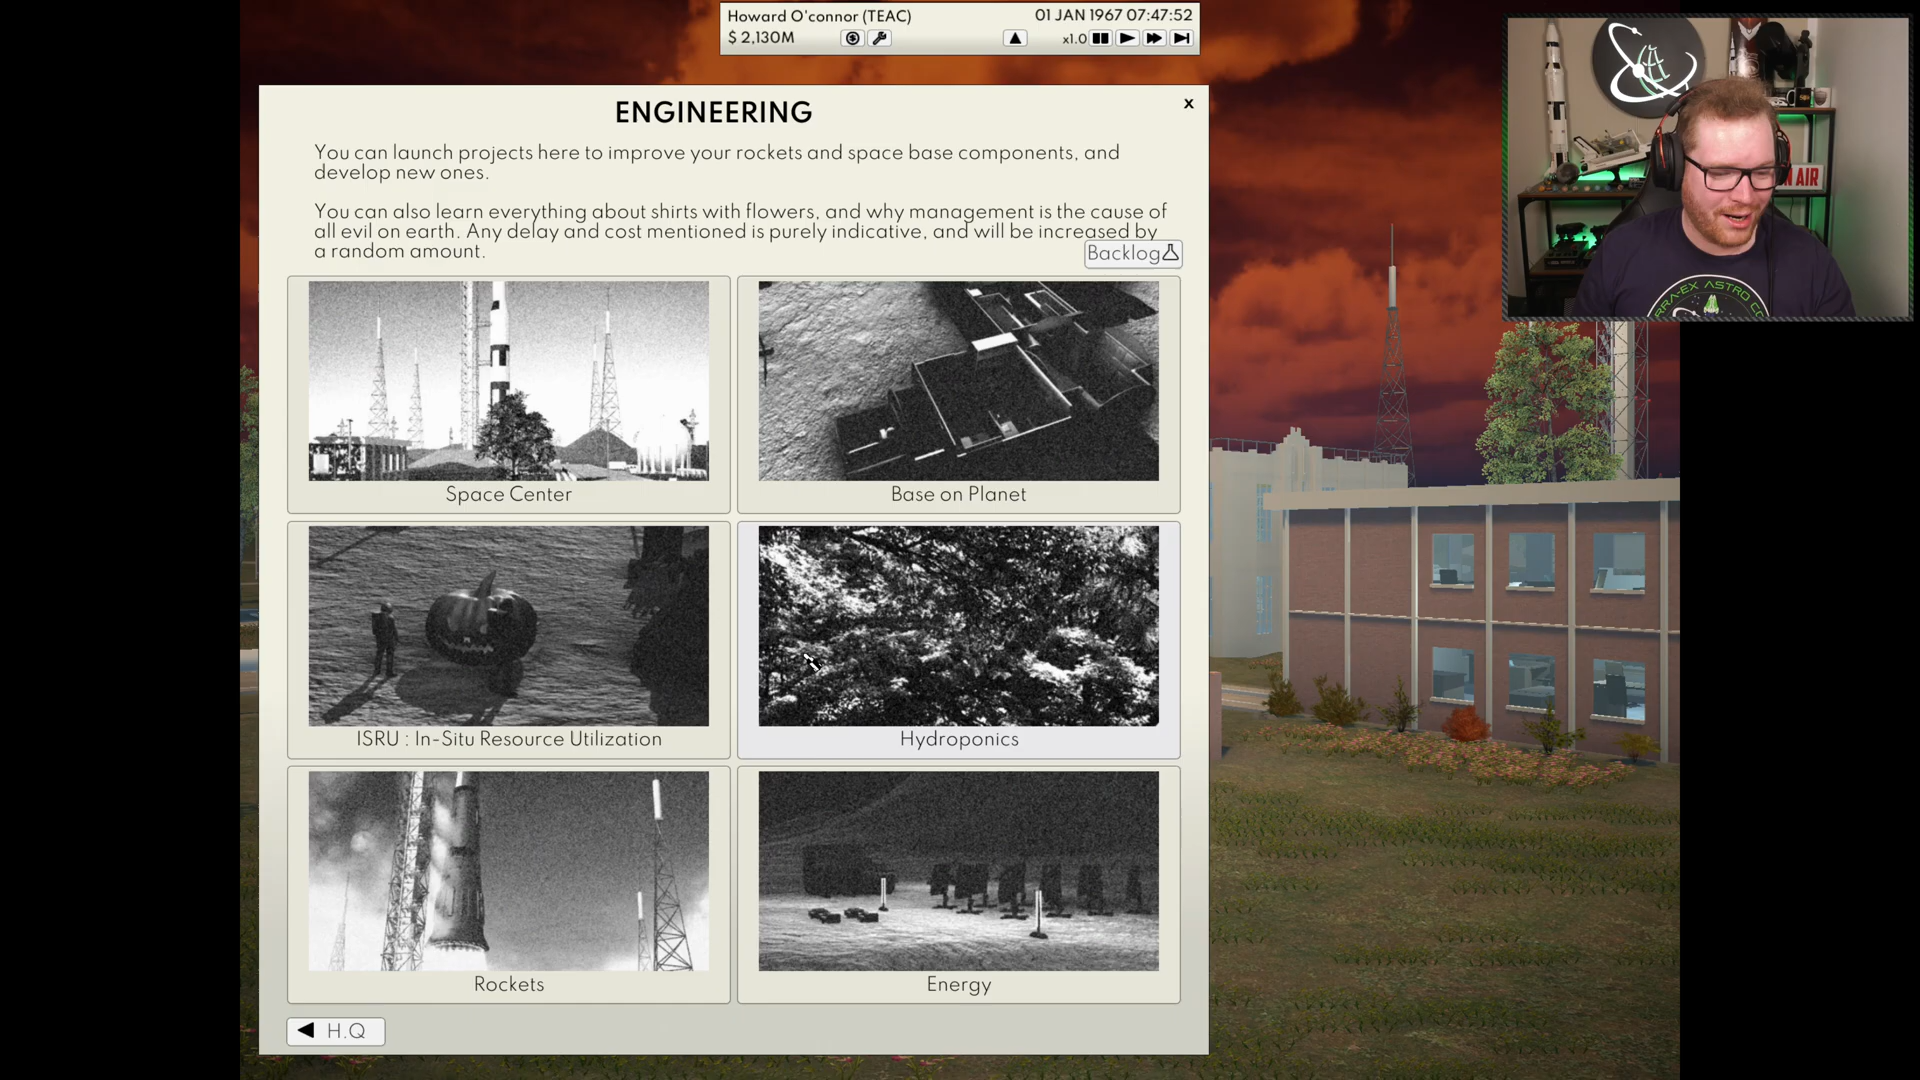 Howard O'connor (TEAC)
01 JAN 1967 07:47:52
$ 2,130M
x1.0
ENGINEERING
x
You can launch projects here to improve your rockets and space base components, and
develop new ones.
You can also learn everything about shirts with flowers, and why management is the cause of
all evil on earth. Any delay and cost mentioned is purely indicative, and will be increased by
a random amount.
Backlog
Space Center
Base on Planet
ISRU : In-Situ Resource Utilization
Hydroponics
Rockets
Energy
H.Q
AIR
RRA-EX ASTRO CO